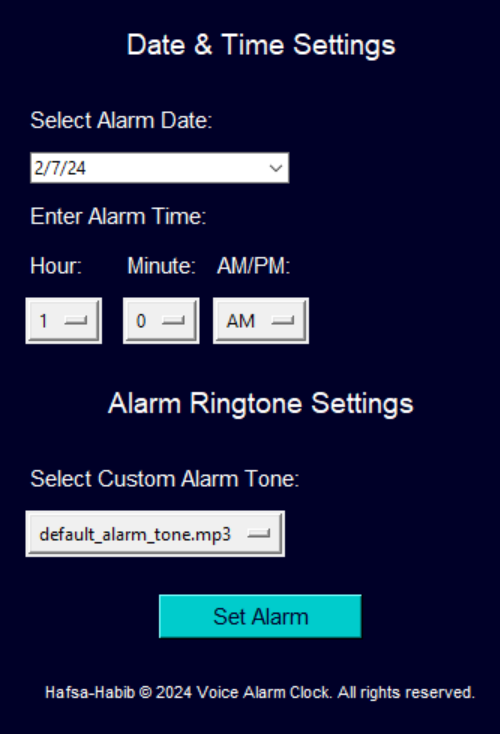 Date & Time Settings
Select Alarm Date:
2/7/24
Enter Alarm Time:
Hour: Minute: AM/PM:
1 0 AM
Alarm Ringtone Settings
Select Custom Alarm Tone:
default_alarm_tone.mp3
Set Alarm
Hafsa-Habib © 2024 Voice Alarm Clock. All rights reserved.